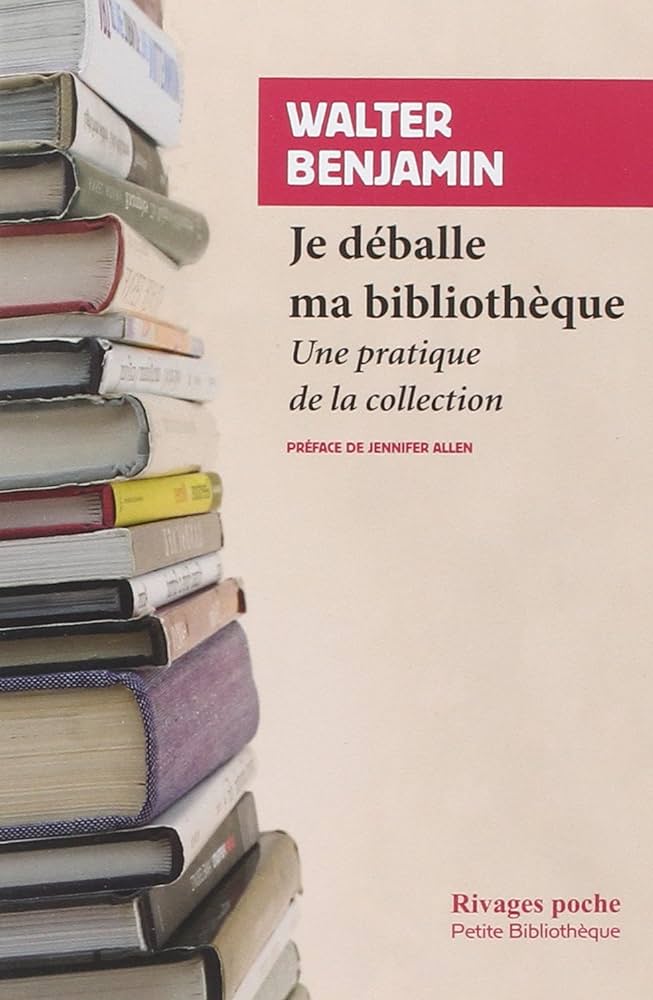 WALTER
BENJAMIN
Je déballe
ma bibliothèque
Une pratique
de la collection
PRÉFACE DE JENNIFER ALLEN
Rivages poche
Petite Bibliothèque